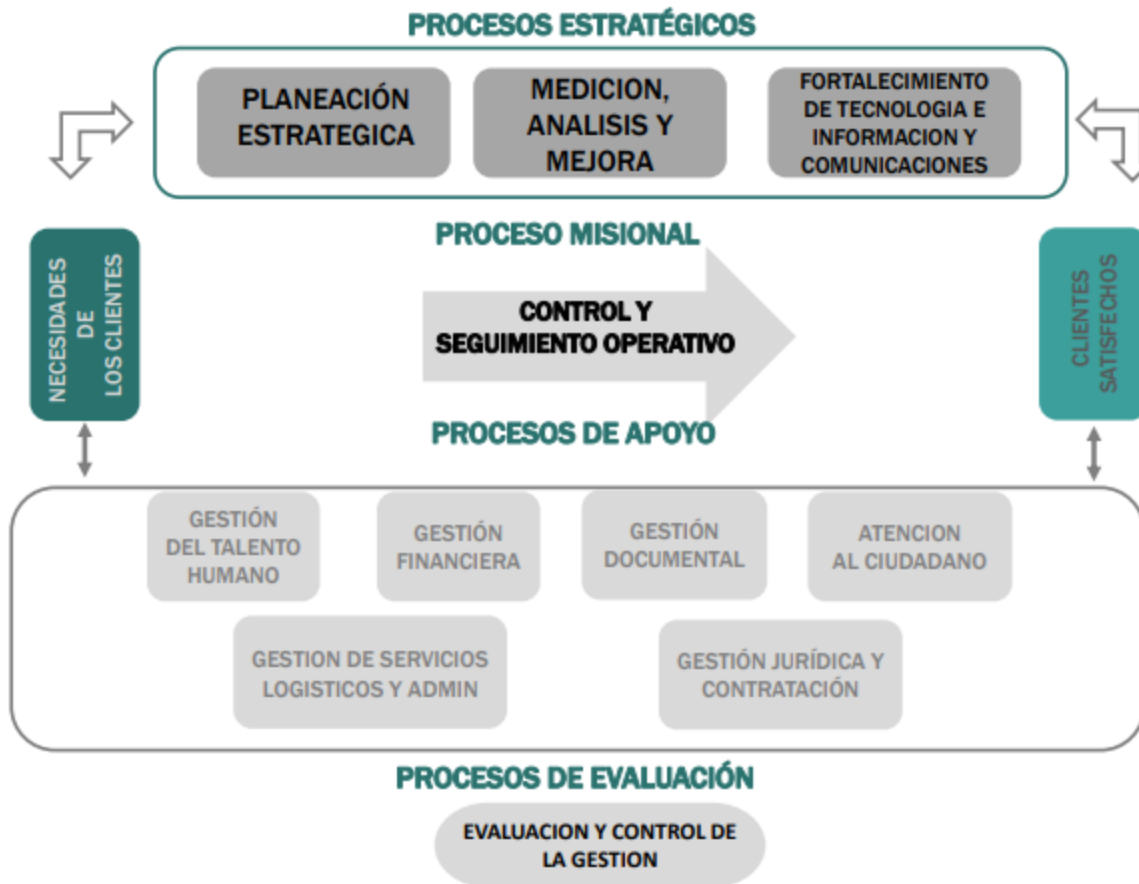 PROCESOS ESTRATÉGICOS
PLANEACIÓN
ESTRATEGICA
MEDICION,
ANALISIS Y
MEJORA
FORTALECIMIENTO
DE TECNOLOGIA E
INFORMACION Y
COMUNICACIONES
NECESIDADES
DE
LOS CLIENTES
PROCESO MISIONAL
CONTROL Y
SEGUIMIENTO OPERATIVO
CLIENTES
SATISFECHOS
PROCESOS DE APOYO
GESTIÓN
DEL TALENTO
HUMANO
GESTIÓN
FINANCIERA
GESTIÓN
DOCUMENTAL
ATENCION
AL CIUDADANO
GESTION DE SERVICIOS
LOGISTICOS Y ADMIN
GESTIÓN JURÍDICA Y
CONTRATACIÓN
PROCESOS DE EVALUACIÓN
EVALUACION Y CONTROL DE
LA GESTION